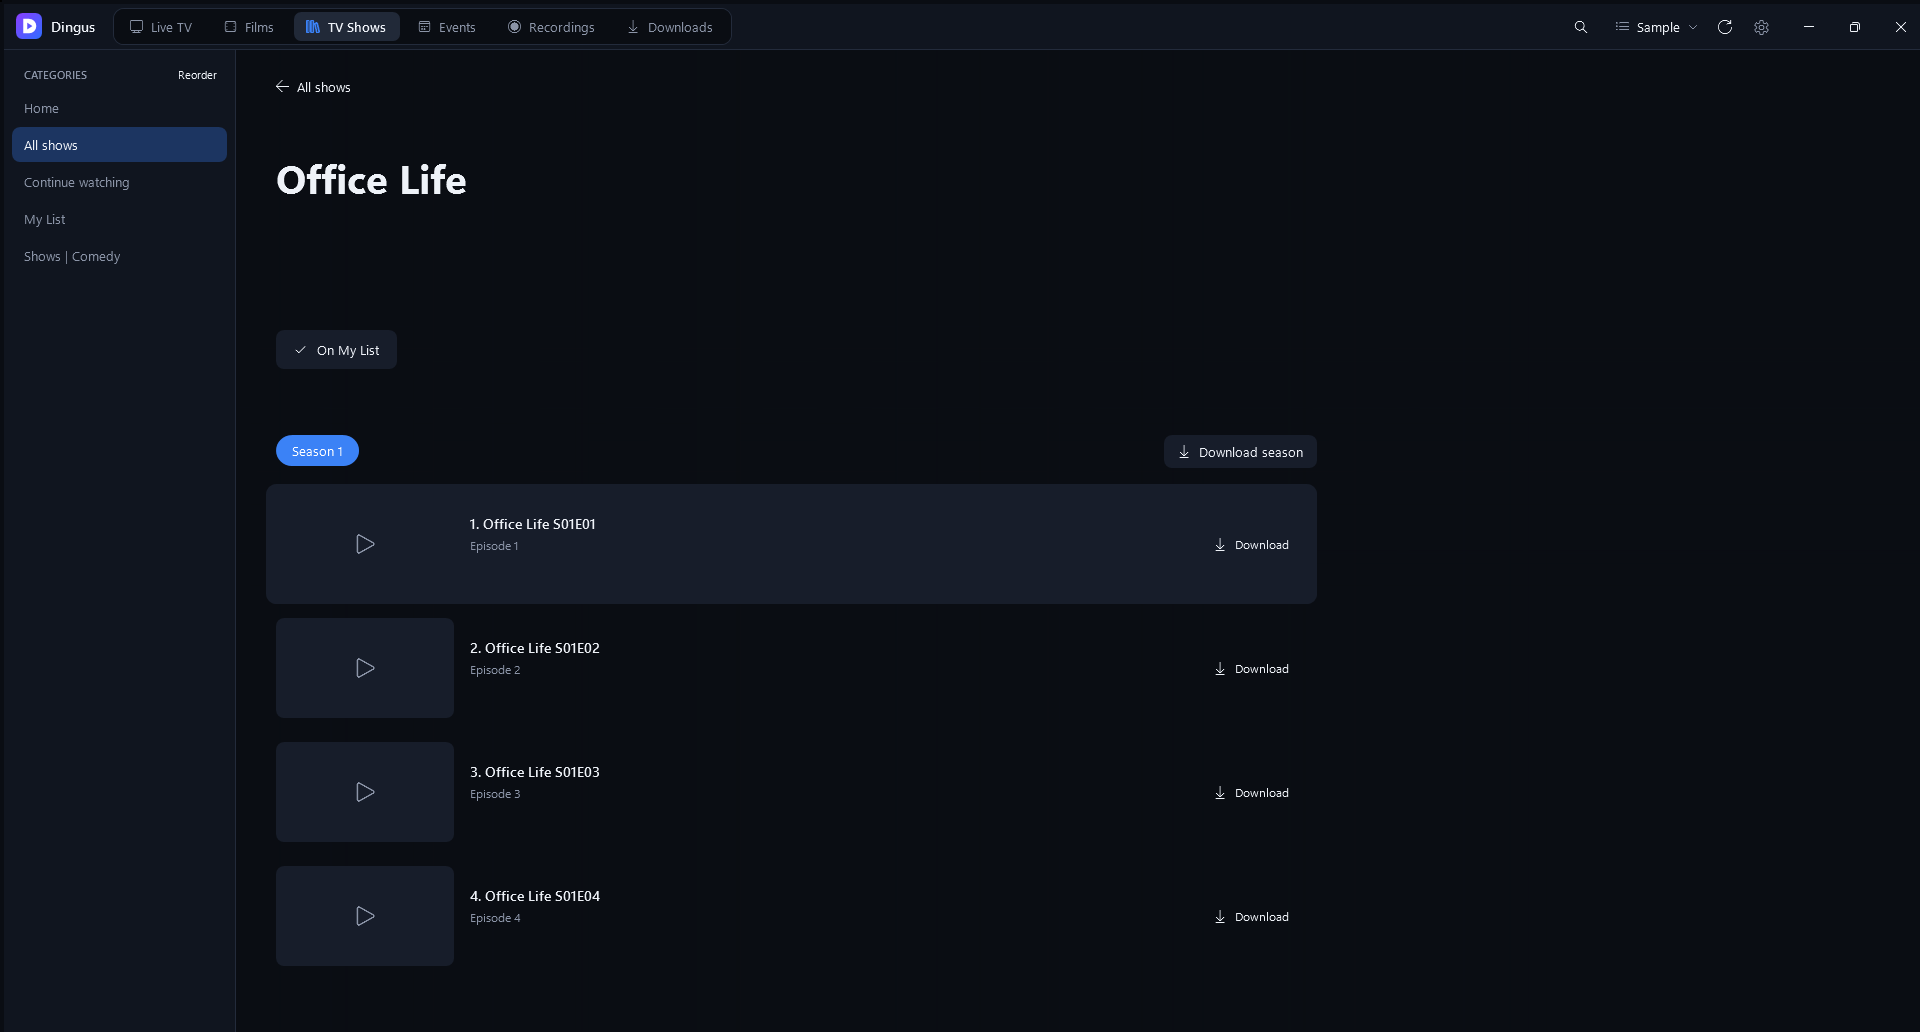 Dingus
Live TV
Films
TV Shows
Events
Recordings
Downloads
Sample
CATEGORIES
Reorder
Home
All shows
Continue watching
My List
Shows | Comedy
All shows
Office Life
On My List
Season 1
Download season
1. Office Life S01E01
Episode 1
Download
2. Office Life S01E02
Episode 2
Download
3. Office Life S01E03
Episode 3
Download
4. Office Life S01E04
Episode 4
Download